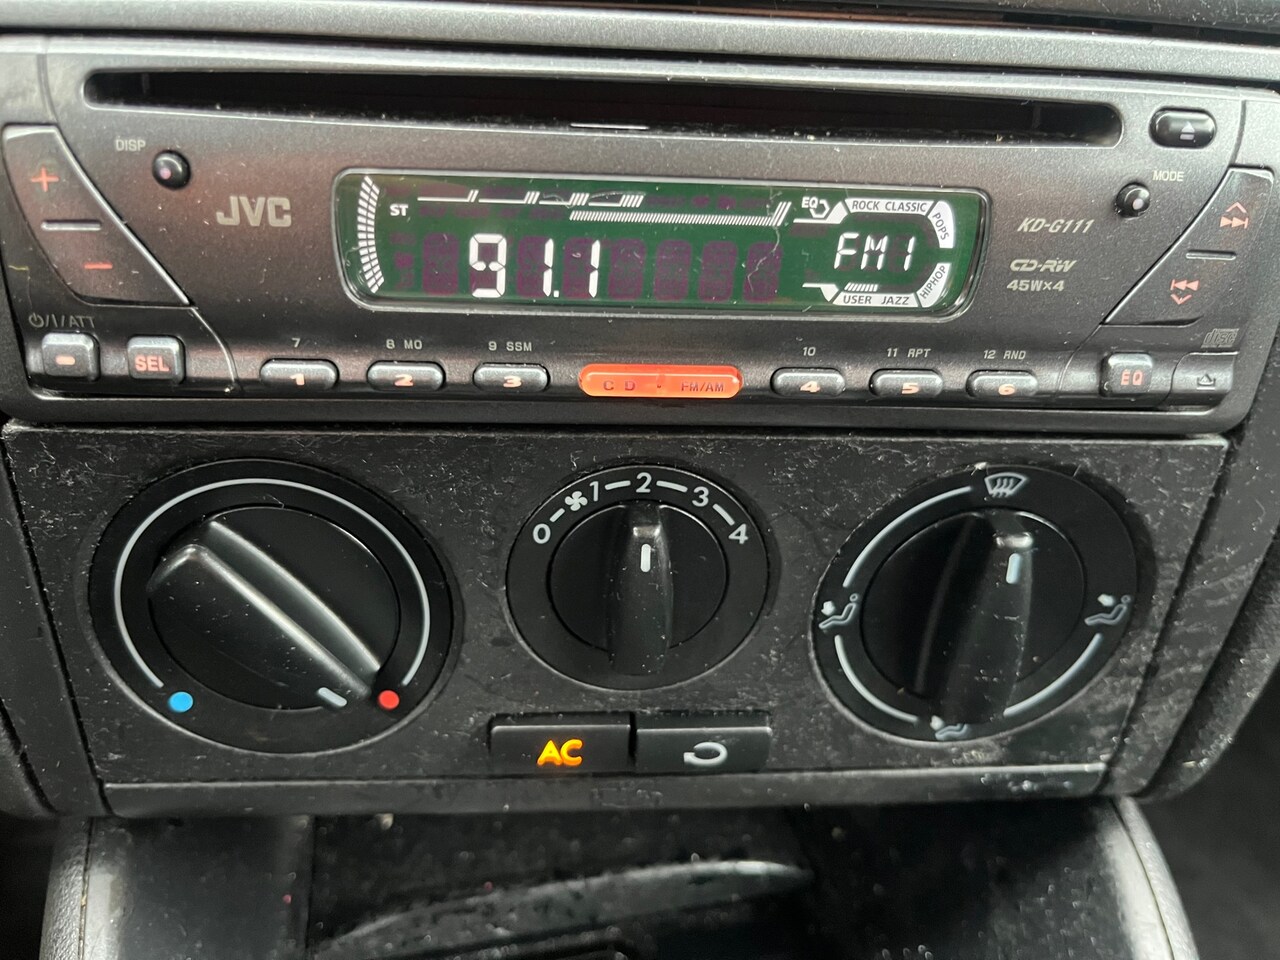 DISP
MODE
JVC
ST
EQ
ROCK CLASSIC
POPS
HIPHOP
USER JAZZ
91.1
FM1
KD-G111
CD-RW
45W×4
+
−
⏻/I/ATT
SEL
7
8 MO
9 SSM
10
11 RPT
12 RND
1
2
3
CD · FM/AM
4
5
6
EQ
disc
0 1 2 3 4
AC